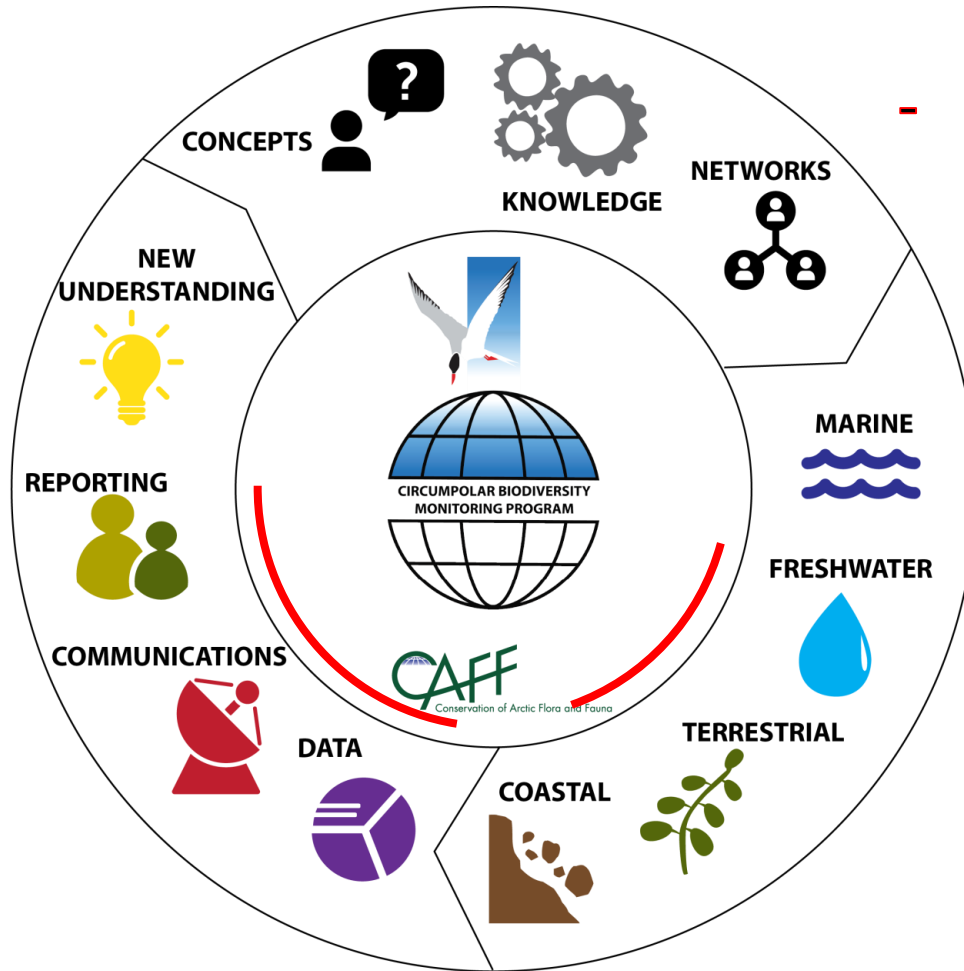 CONCEPTS
?
KNOWLEDGE
NETWORKS
MARINE
FRESHWATER
TERRESTRIAL
COASTAL
DATA
COMMUNICATIONS
REPORTING
NEW
UNDERSTANDING
CIRCUMPOLAR BIODIVERSITY
MONITORING PROGRAM
CAFF
Conservation of Arctic Flora and Fauna